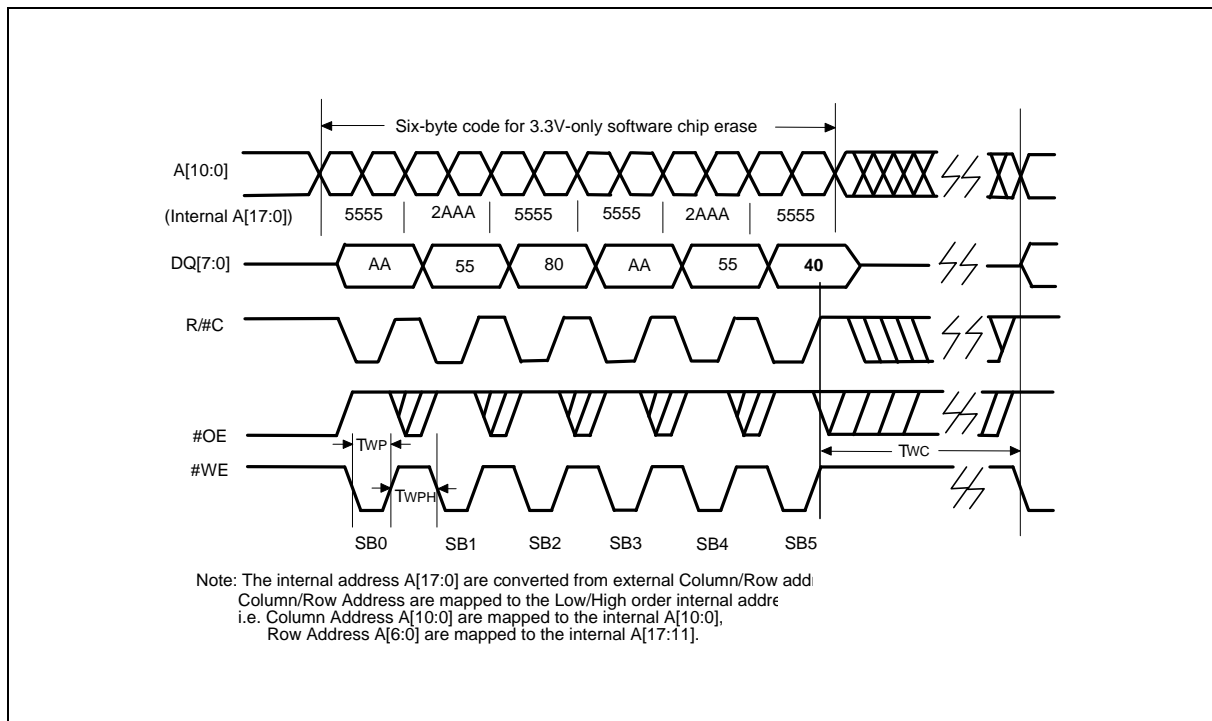 Six-byte code for 3.3V-only software chip erase
A[10:0]
(Internal A[17:0])
5555 2AAA 5555 5555 2AAA 5555
DQ[7:0]
AA 55 80 AA 55 40
R/#C
#OE
TWP
TWC
#WE
TWPH
SB0 SB1 SB2 SB3 SB4 SB5
Note: The internal address A[17:0] are converted from external Column/Row
Column/Row Address are mapped to the Low/High order internal
i.e. Column Address A[10:0] are mapped to the internal A[10:0],
Row Address A[6:0] are mapped to the internal A[17:11].